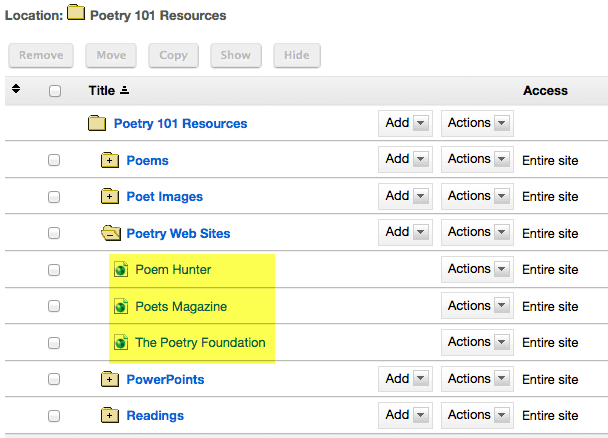 Location: Poetry 101 Resources
Remove Move Copy Show Hide
Title Access
Poetry 101 Resources Add Actions
Poems Add Actions Entire site
Poet Images Add Actions Entire site
Poetry Web Sites Add Actions Entire site
Poem Hunter Actions Entire site
Poets Magazine Actions Entire site
The Poetry Foundation Actions Entire site
PowerPoints Add Actions Entire site
Readings Add Actions Entire site